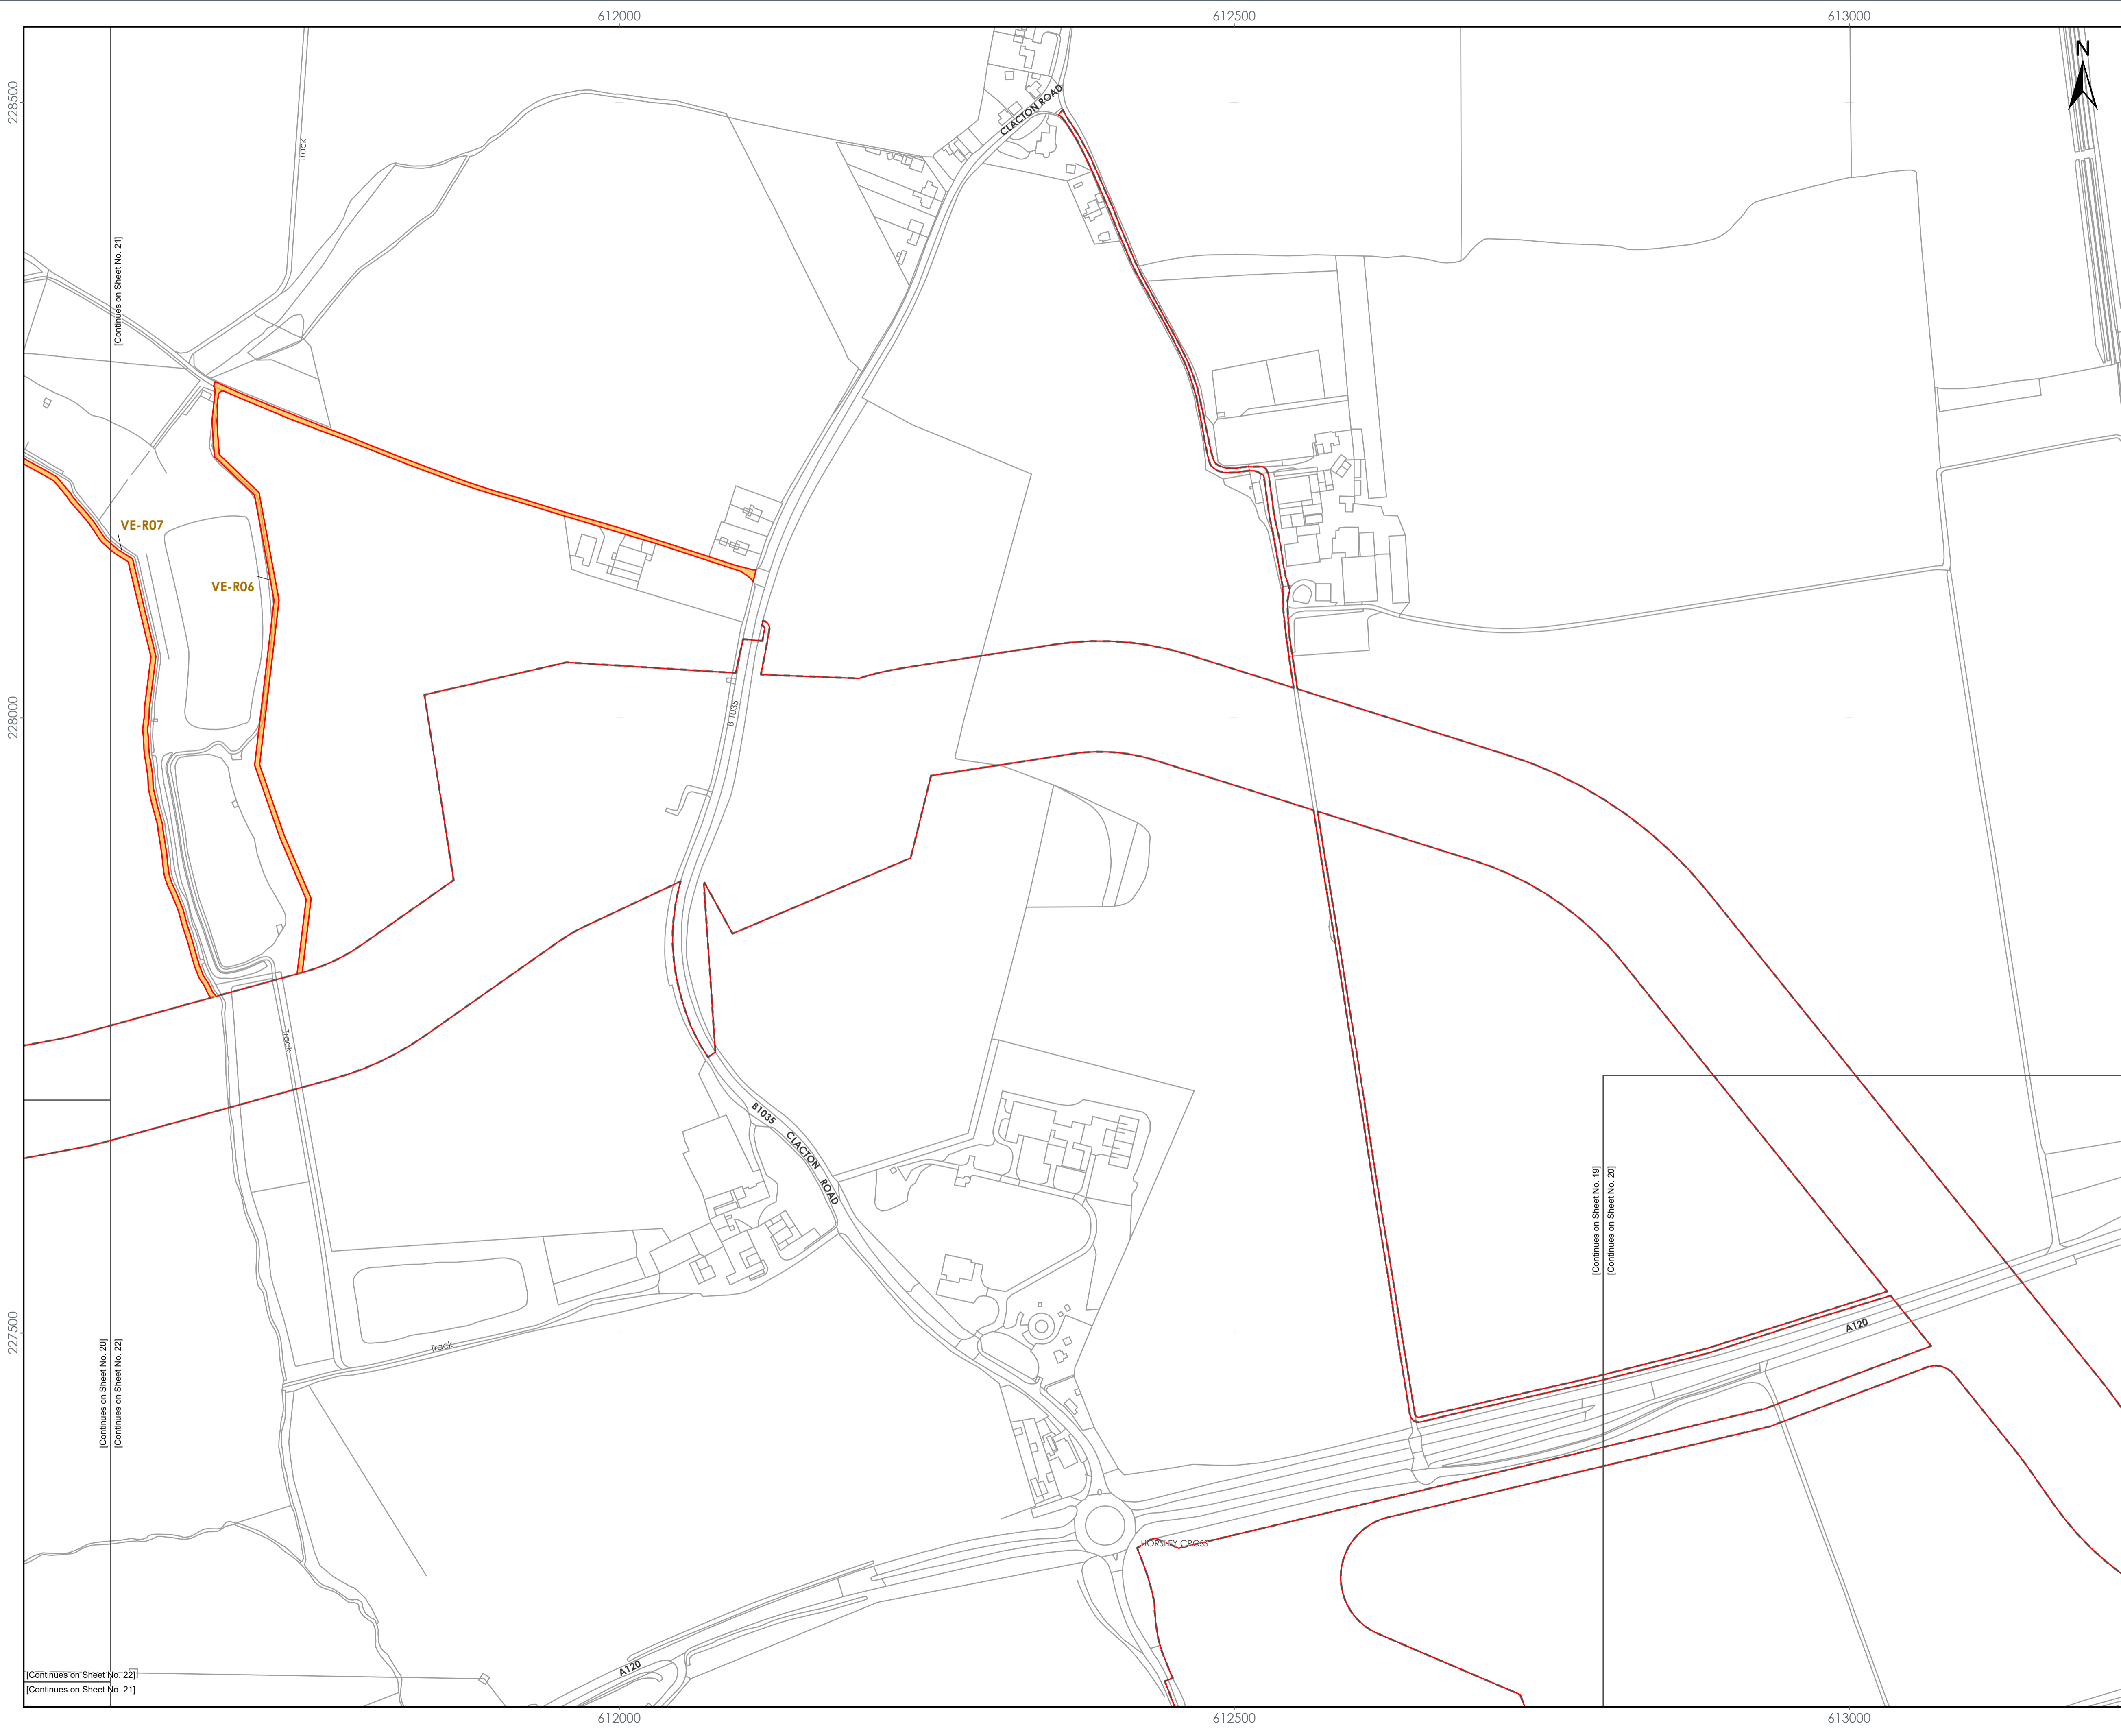 612000
612500
613000
N
228500
CLACTON ROAD
Track
[Continues on Sheet No. 21]
VE-R07
VE-R06
228000
B 1035
Track
B1035
CLACTON
ROAD
[Continues on Sheet No. 19]
[Continues on Sheet No. 20]
227500
A120
Track
[Continues on Sheet No. 20]
[Continues on Sheet No. 22]
HORSLEY CROSS
A120
[Continues on Sheet No. 22]
[Continues on Sheet No. 21]
612000
612500
613000